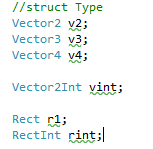 //struct Type
Vector2 v2;
Vector3 v3;
Vector4 v4;
Vector2Int vint;
Rect r1;
RectInt rint;